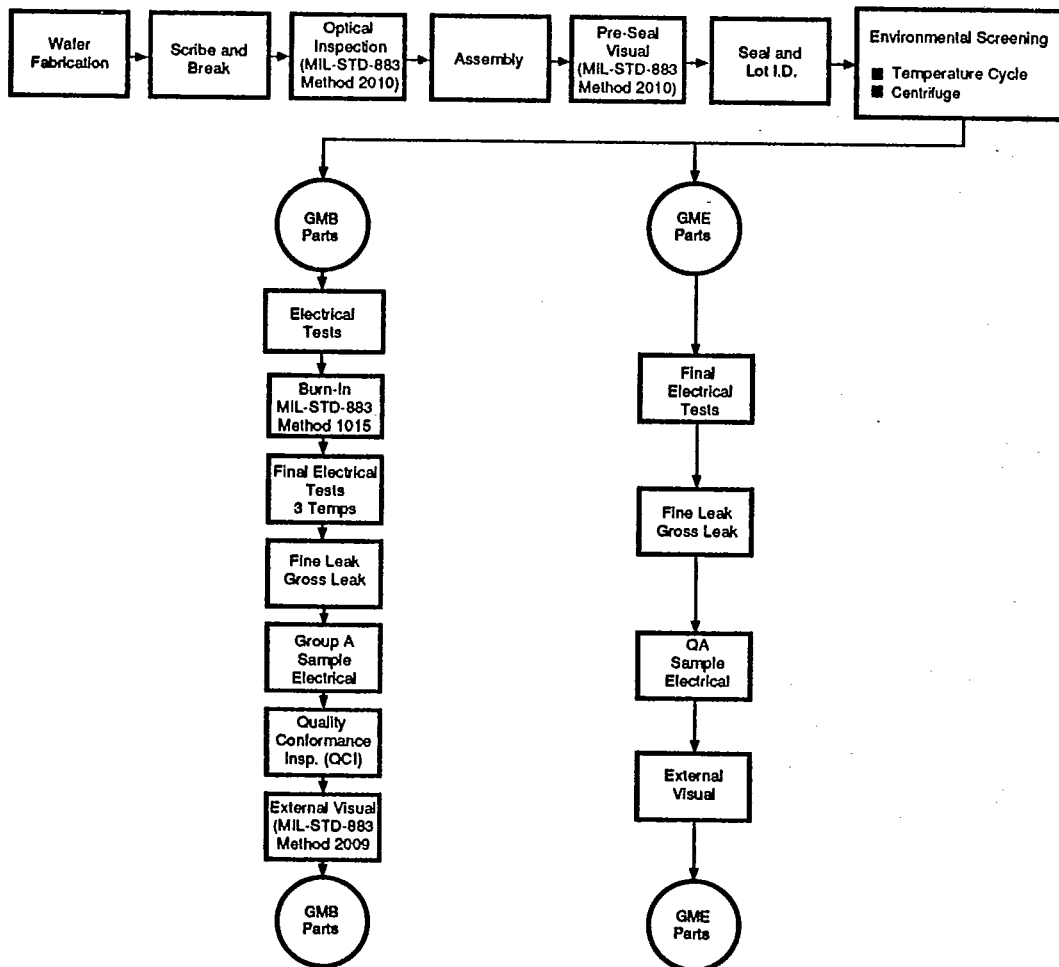 Wafer
Fabrication
Scribe and
Break
Optical
Inspection
(MIL-STD-883
Method 2010)
Assembly
Pre-Seal
Visual
(MIL-STD-883
Method 2010)
Seal and
Lot I.D.
Environmental Screening
Temperature Cycle
Centrifuge
GMB
Parts
Electrical
Tests
Burn-In
MIL-STD-883
Method 1015
Final Electrical
Tests
3 Temps
Fine Leak
Gross Leak
Group A
Sample
Electrical
Quality
Conformance
Insp. (QCI)
External Visual
(MIL-STD-883
Method 2009
GMB
Parts
GME
Parts
Final
Electrical
Tests
Fine Leak
Gross Leak
QA
Sample
Electrical
External
Visual
GME
Parts